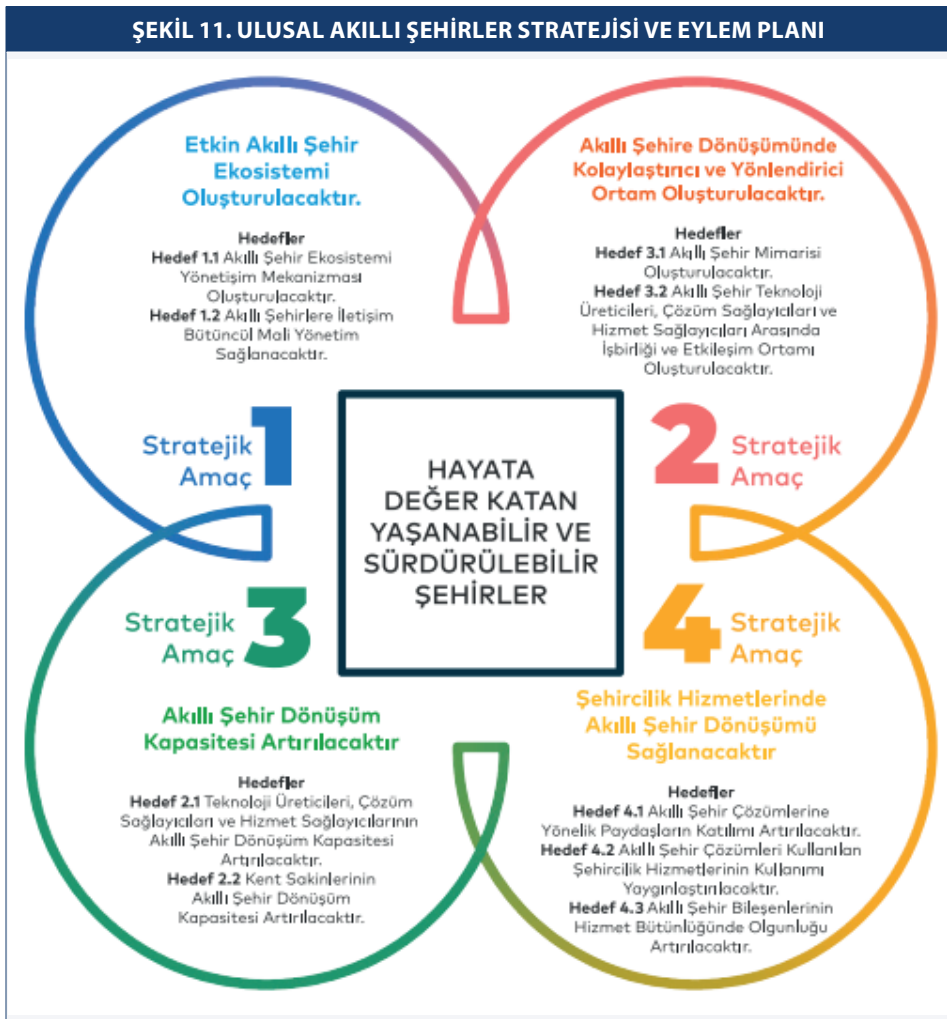 ŞEKİL 11. ULUSAL AKILLI ŞEHİRLER STRATEJİSİ VE EYLEM PLANI
Etkin Akıllı Şehir
Ekosistemi
Oluşturulacaktır.
Hedefler
Hedef 1.1 Akıllı Şehir Ekosistemi
Yönetişim Mekanizması
Oluşturulacaktır.
Hedef 1.2 Akıllı Şehirlere İletişim
Bütüncül Mali Yönetim
Sağlanacaktır.
1
Stratejik
Amaç
Akıllı Şehire Dönüşümünde
Kolaylaştırıcı ve Yönlendirici
Ortam Oluşturulacaktır.
Hedefler
Hedef 3.1 Akıllı Şehir Mimarisi
Oluşturulacaktır.
Hedef 3.2 Akıllı Şehir Teknoloji
Üreticileri, Çözüm Sağlayıcıları ve
Hizmet Sağlayıcıları Arasında
İşbirliği ve Etkileşim Ortamı
Oluşturulacaktır.
2
Stratejik
Amaç
HAYATA
DEĞER KATAN
YAŞANABİLİR VE
SÜRDÜRÜLEBİLİR
ŞEHİRLER
3
Stratejik
Amaç
Akıllı Şehir Dönüşüm
Kapasitesi Artırılacaktır
Hedefler
Hedef 2.1 Teknoloji Üreticileri, Çözüm
Sağlayıcıları ve Hizmet Sağlayıcılarının
Akıllı Şehir Dönüşüm Kapasitesi
Artırılacaktır.
Hedef 2.2 Kent Sakinlerinin
Akıllı Şehir Dönüşüm
Kapasitesi Artırılacaktır.
4
Stratejik
Amaç
Şehircilik Hizmetlerinde
Akıllı Şehir Dönüşümü
Sağlanacaktır
Hedefler
Hedef 4.1 Akıllı Şehir Çözümlerine
Yönelik Paydaşların Katılımı Artırılacaktır.
Hedef 4.2 Akıllı Şehir Çözümleri Kullanılan
Şehircilik Hizmetlerinin Kullanımı
Yaygınlaştırılacaktır.
Hedef 4.3 Akıllı Şehir Bileşenlerinin
Hizmet Bütünlüğünde Olgunluğu
Artırılacaktır.